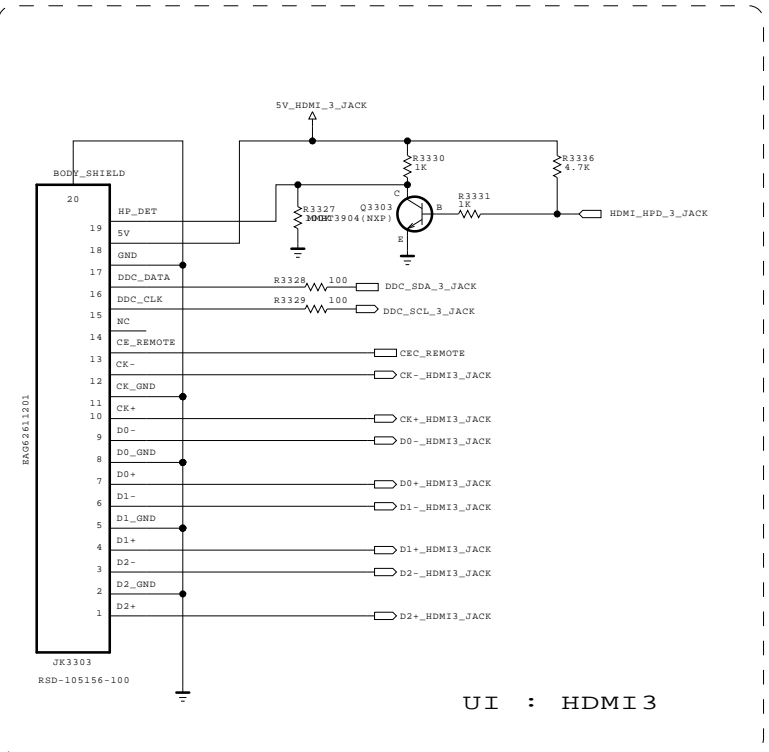 5V_HDMI_3_JACK
BODY_SHIELD
20
R3330
1K
R3336
4.7K
C
Q3303
MMBT3904(NXP)
B
E
R3331
1K
HDMI_HPD_3_JACK
R3327
19
HP_DET
18
5V
17
GND
16
DDC_DATA
R3328
100
DDC_SDA_3_JACK
15
DDC_CLK
R3329
100
DDC_SCL_3_JACK
14
NC
13
CE_REMOTE
CEC_REMOTE
12
CK-
CK-_HDMI3_JACK
11
CK_GND
10
CK+
CK+_HDMI3_JACK
9
D0-
D0-_HDMI3_JACK
8
D0_GND
7
D0+
D0+_HDMI3_JACK
6
D1-
D1-_HDMI3_JACK
5
D1_GND
4
D1+
D1+_HDMI3_JACK
3
D2-
D2-_HDMI3_JACK
2
D2_GND
1
D2+
D2+_HDMI3_JACK
EAG62611201
JK3303
RSD-105156-100
UI : HDMI3